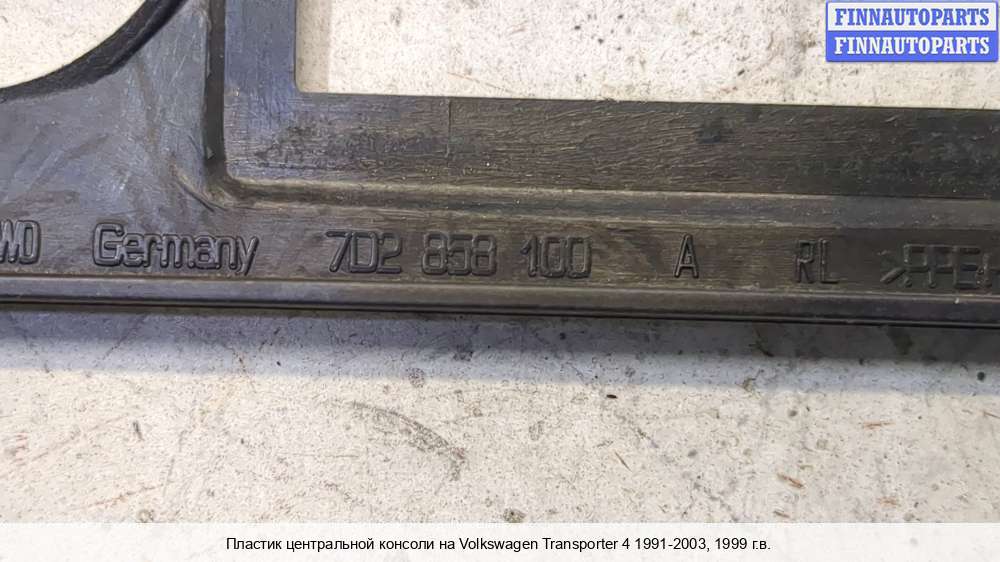 FINNAUTOPARTS
FINNAUTOPARTS
Germany 7D2 858 100 A RL
Пластик центральной консоли на Volkswagen Transporter 4 1991-2003, 1999 г.в.